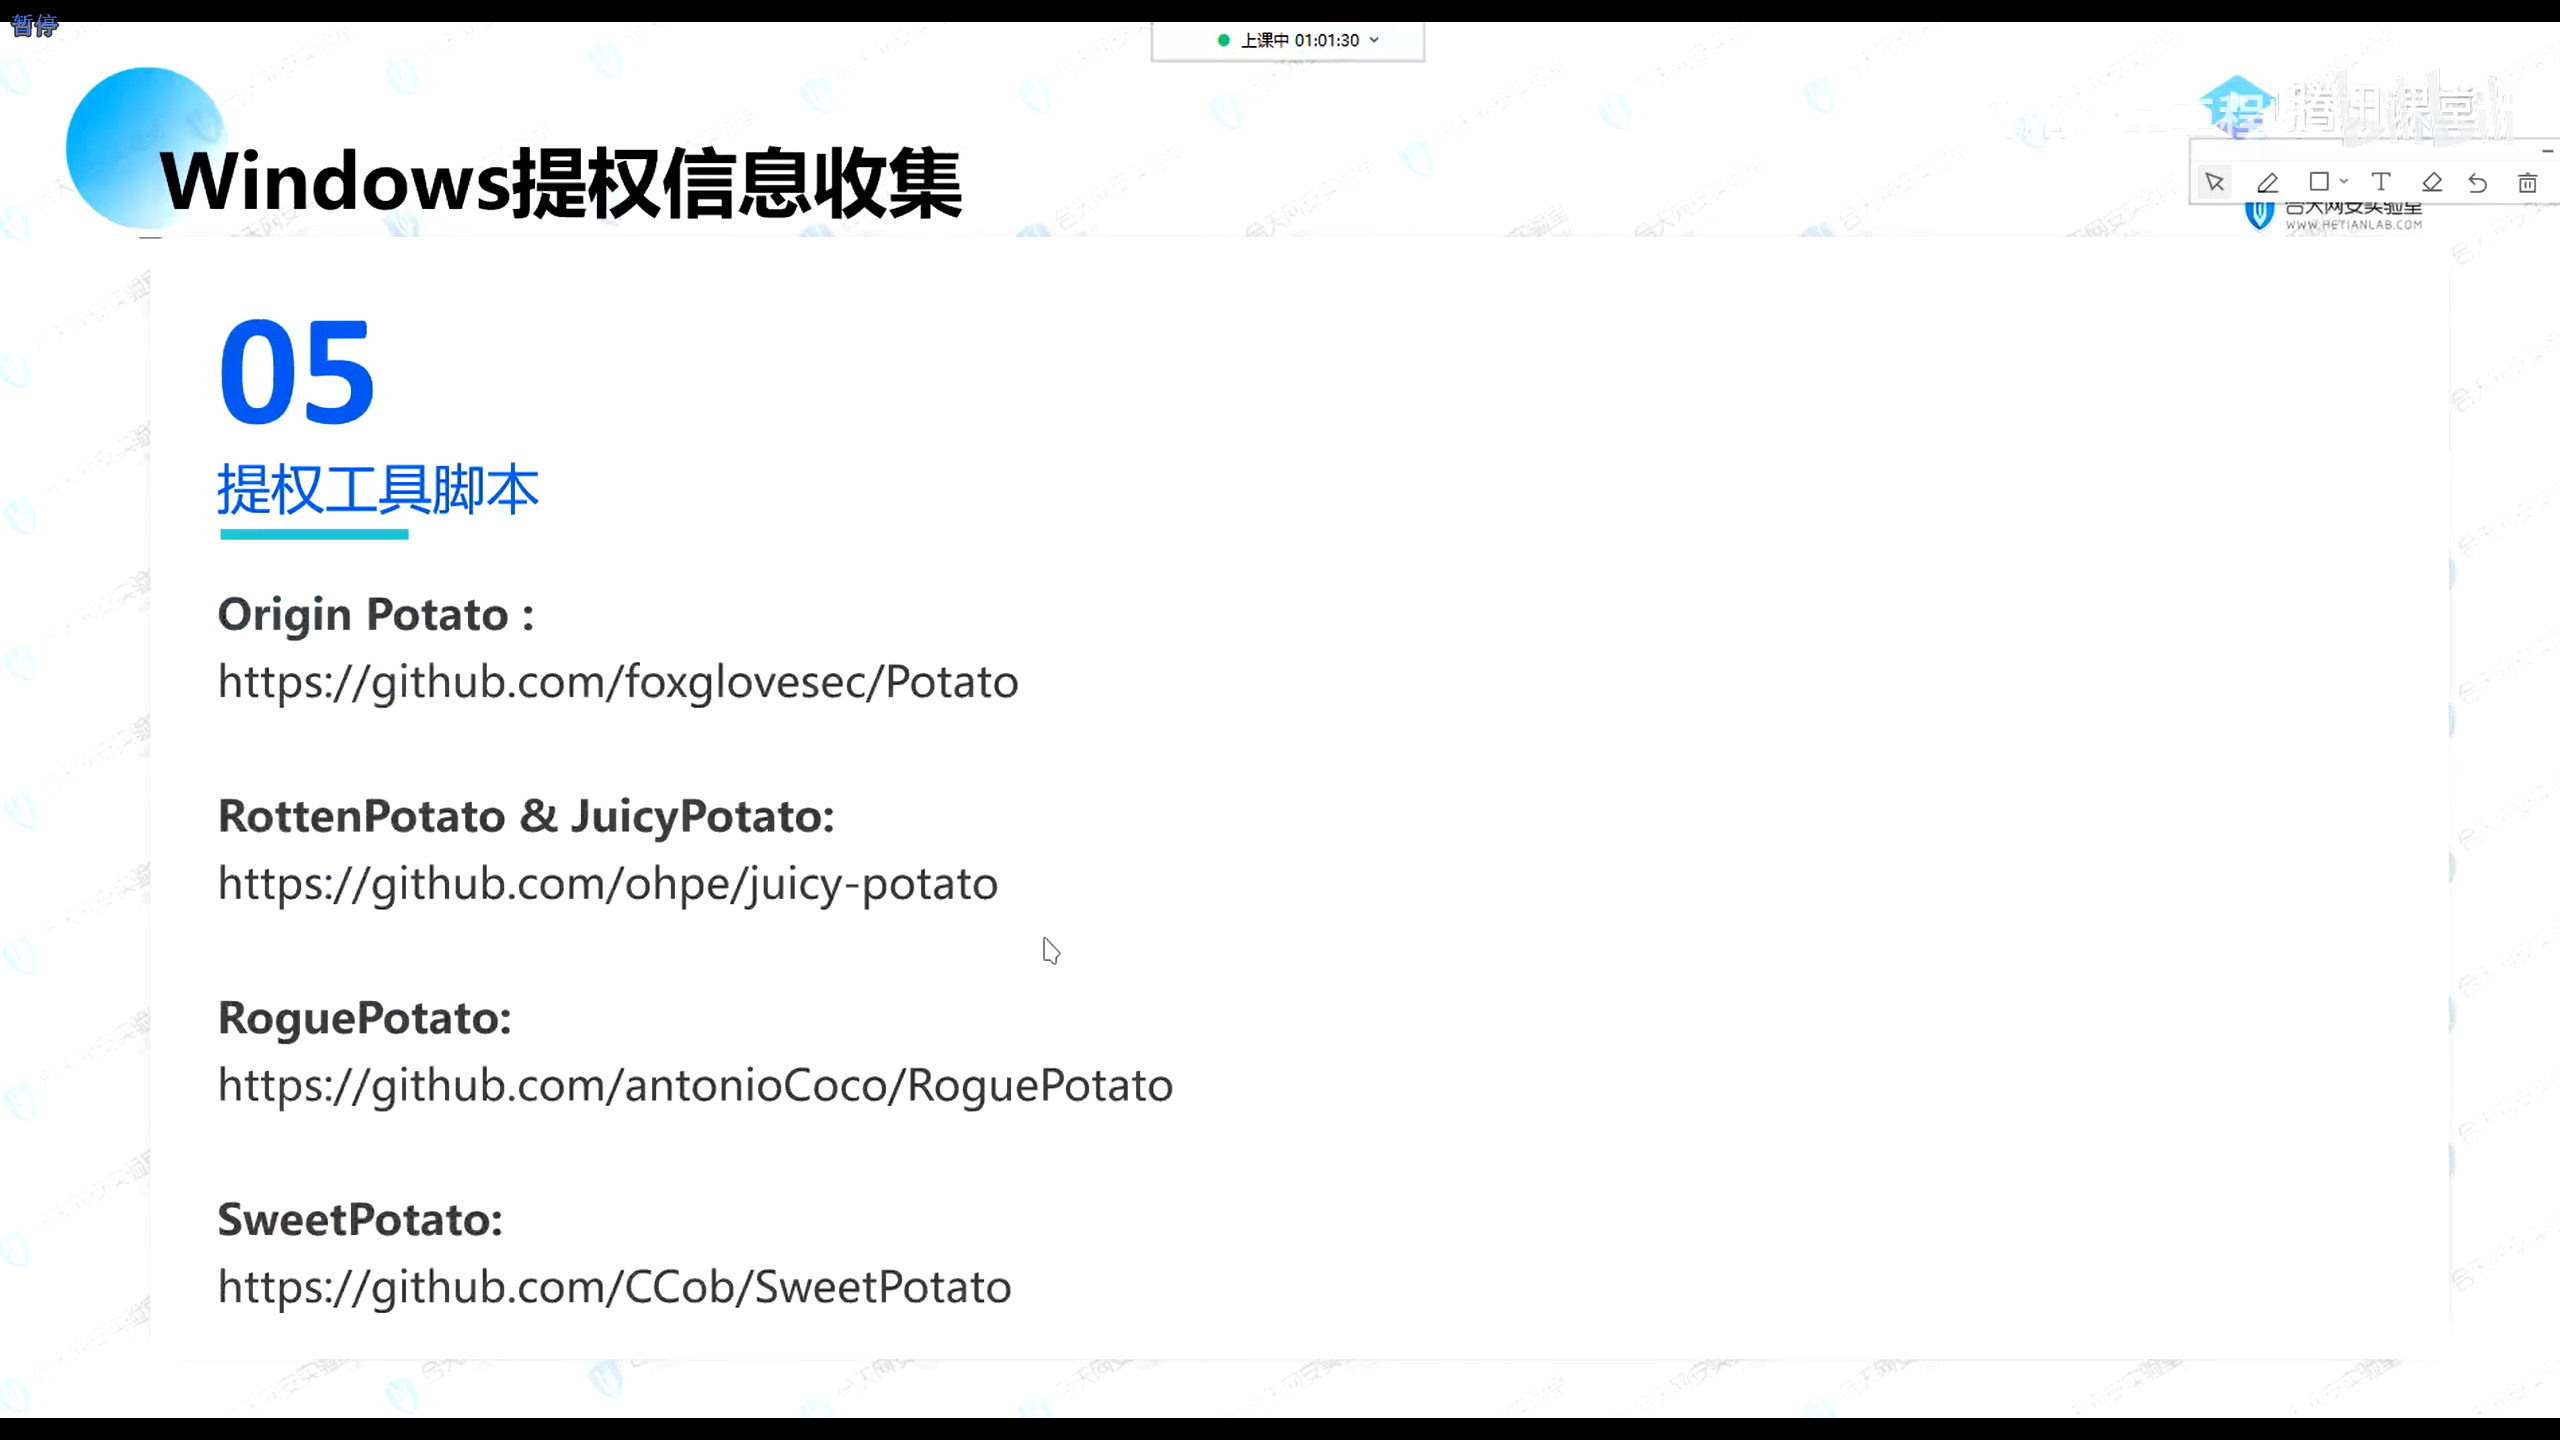 暂停
上课中 01:01:30
腾讯课堂
Windows提权信息收集
合天网安实验室
WWW.HETIANLAB.COM
05
提权工具脚本
Origin Potato :
https://github.com/foxglovesec/Potato
RottenPotato & JuicyPotato:
https://github.com/ohpe/juicy-potato
RoguePotato:
https://github.com/antonioCoco/RoguePotato
SweetPotato:
https://github.com/CCob/SweetPotato